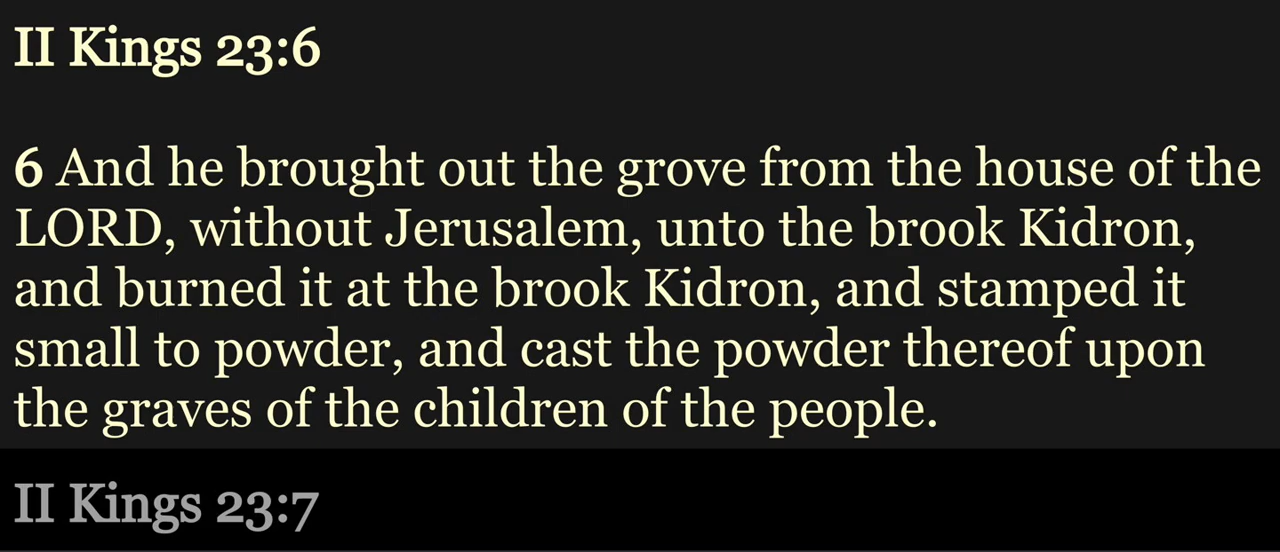 II Kings 23:6
6 And he brought out the grove from the house of the
LORD, without Jerusalem, unto the brook Kidron,
and burned it at the brook Kidron, and stamped it
small to powder, and cast the powder thereof upon
the graves of the children of the people.
II Kings 23:7